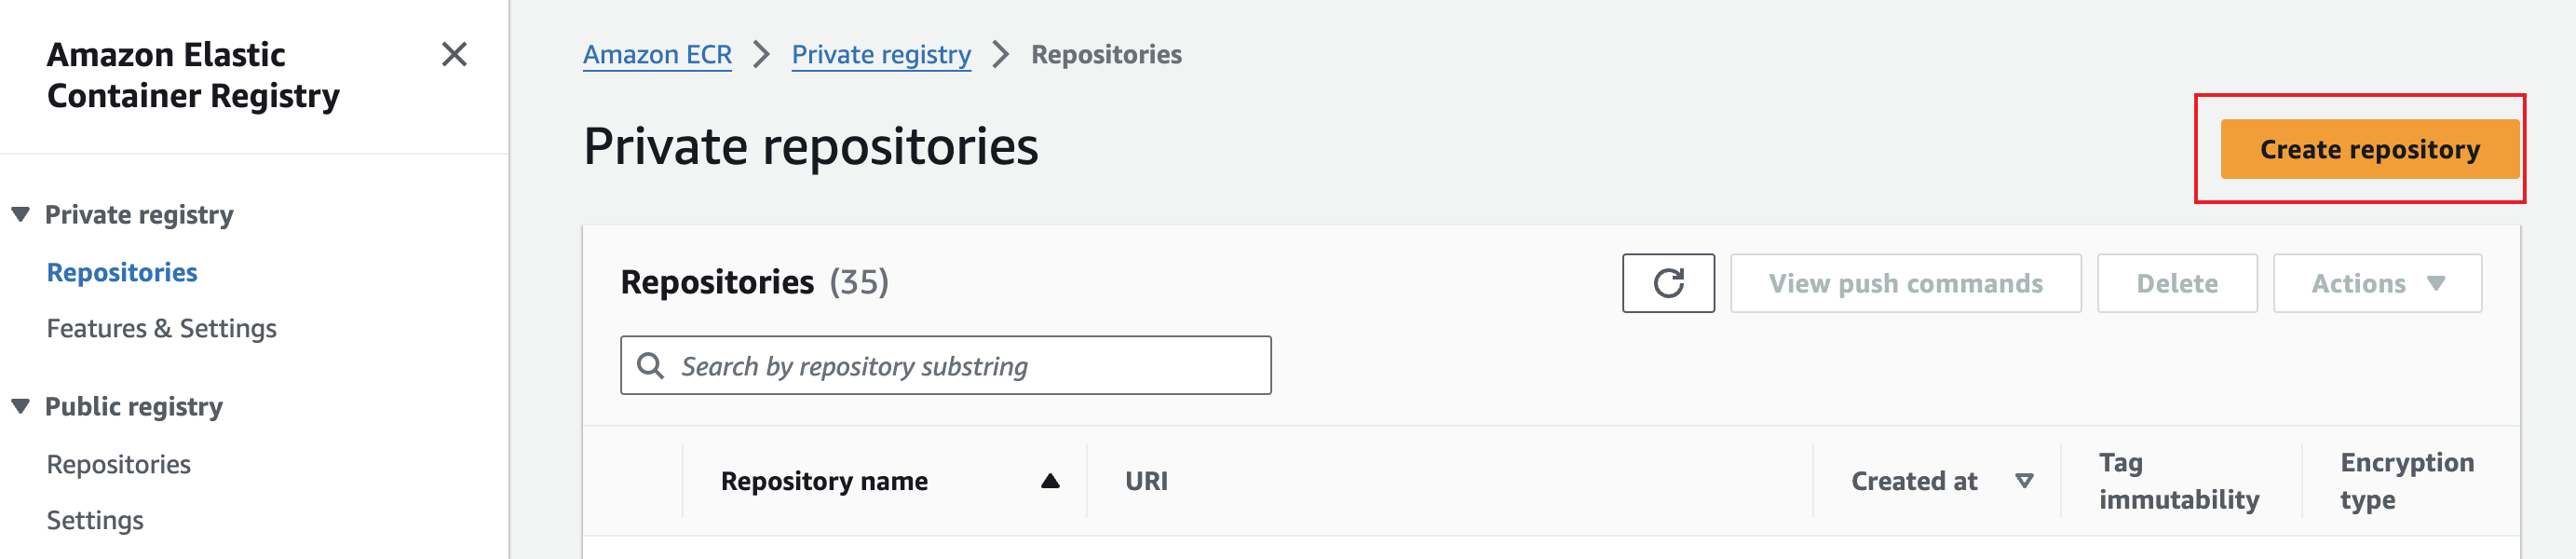 Amazon Elastic
Container Registry
Private registry
Repositories
Features & Settings
Public registry
Repositories
Settings
Amazon ECR Private registry Repositories
Private repositories
Create repository
Repositories (35)
View push commands Delete Actions
Search by repository substring
Repository name URI Created at Tag immutability Encryption type